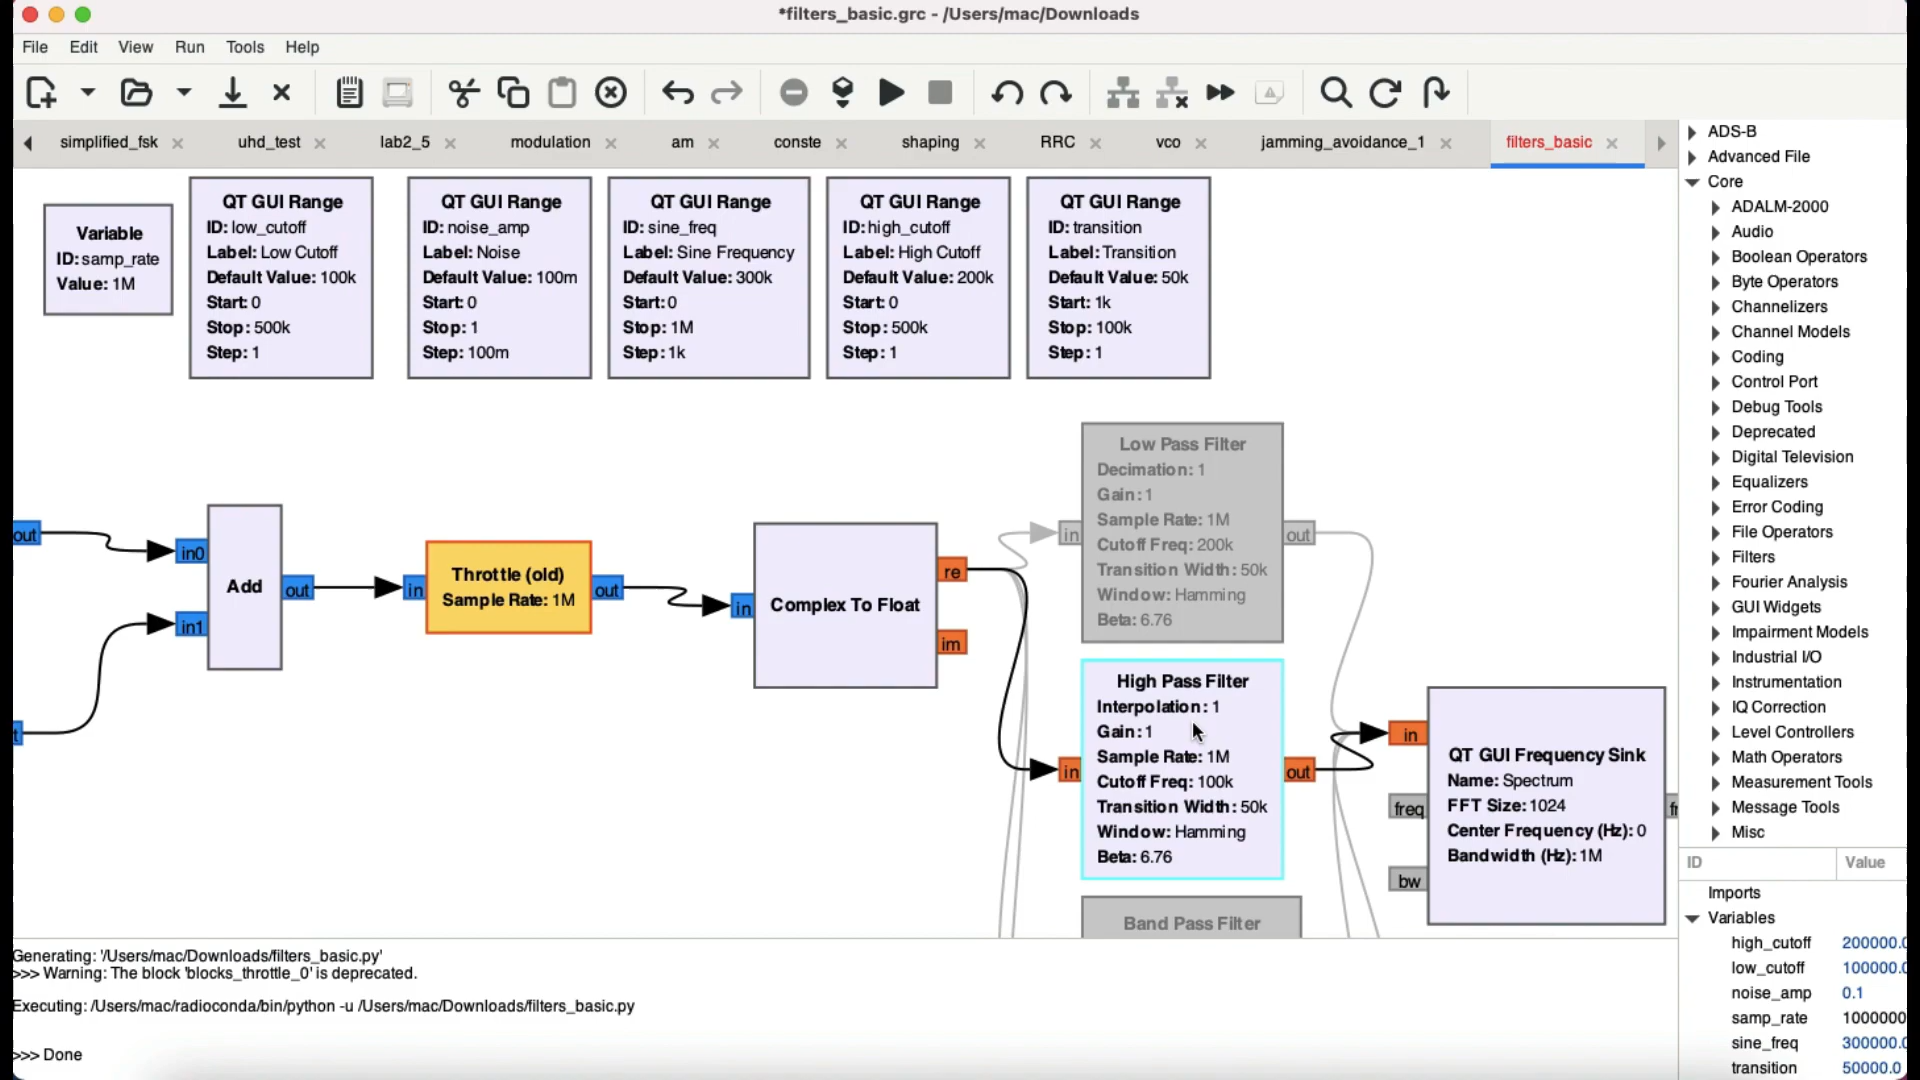 *filters_basic.grc - /Users/mac/Downloads
File Edit View Run Tools Help
simplified_fsk uhd_test lab2_5 modulation am conste shaping RRC vco jamming_avoidance_1 filters_basic
Variable
ID: samp_rate
Value: 1M
QT GUI Range
ID: low_cutoff
Label: Low Cutoff
Default Value: 100k
Start: 0
Stop: 500k
Step: 1
QT GUI Range
ID: noise_amp
Label: Noise
Default Value: 100m
Start: 0
Stop: 1
Step: 100m
QT GUI Range
ID: sine_freq
Label: Sine Frequency
Default Value: 300k
Start: 0
Stop: 1M
Step: 1k
QT GUI Range
ID: high_cutoff
Label: High Cutoff
Default Value: 200k
Start: 0
Stop: 500k
Step: 1
QT GUI Range
ID: transition
Label: Transition
Default Value: 50k
Start: 1k
Stop: 100k
Step: 1
out
in0
in1
Add
out
in
Throttle (old)
Sample Rate: 1M
out
in
Complex To Float
re
im
in
Low Pass Filter
Decimation: 1
Gain: 1
Sample Rate: 1M
Cutoff Freq: 200k
Transition Width: 50k
Window: Hamming
Beta: 6.76
out
in
High Pass Filter
Interpolation: 1
Gain: 1
Sample Rate: 1M
Cutoff Freq: 100k
Transition Width: 50k
Window: Hamming
Beta: 6.76
out
Band Pass Filter
in
freq
bw
QT GUI Frequency Sink
Name: Spectrum
FFT Size: 1024
Center Frequency (Hz): 0
Bandwidth (Hz): 1M
Generating: '/Users/mac/Downloads/filters_basic.py'
>>> Warning: The block 'blocks_throttle_0' is deprecated.
Executing: /Users/mac/radioconda/bin/python -u /Users/mac/Downloads/filters_basic.py
>>> Done
ADS-B
Advanced File
Core
ADALM-2000
Audio
Boolean Operators
Byte Operators
Channelizers
Channel Models
Coding
Control Port
Debug Tools
Deprecated
Digital Television
Equalizers
Error Coding
File Operators
Filters
Fourier Analysis
GUI Widgets
Impairment Models
Industrial I/O
Instrumentation
IQ Correction
Level Controllers
Math Operators
Measurement Tools
Message Tools
Misc
ID Value
Imports
Variables
high_cutoff 200000.0
low_cutoff 100000.0
noise_amp 0.1
samp_rate 1000000
sine_freq 300000.0
transition 50000.0